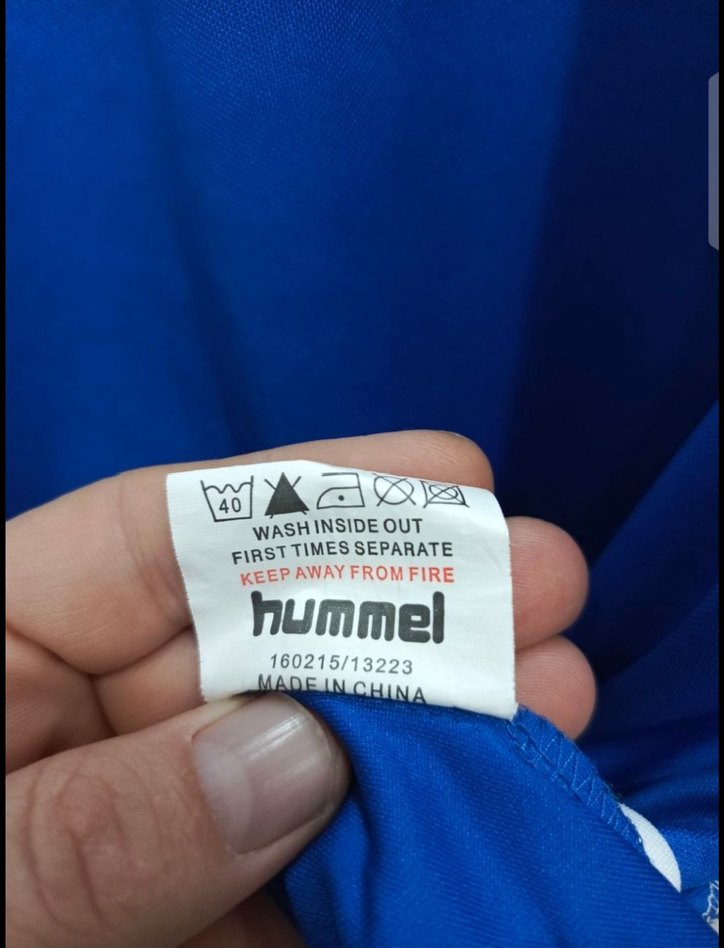 40
WASH INSIDE OUT
FIRST TIMES SEPARATE
KEEP AWAY FROM FIRE
hummel
160215/13223
MADE IN CHINA